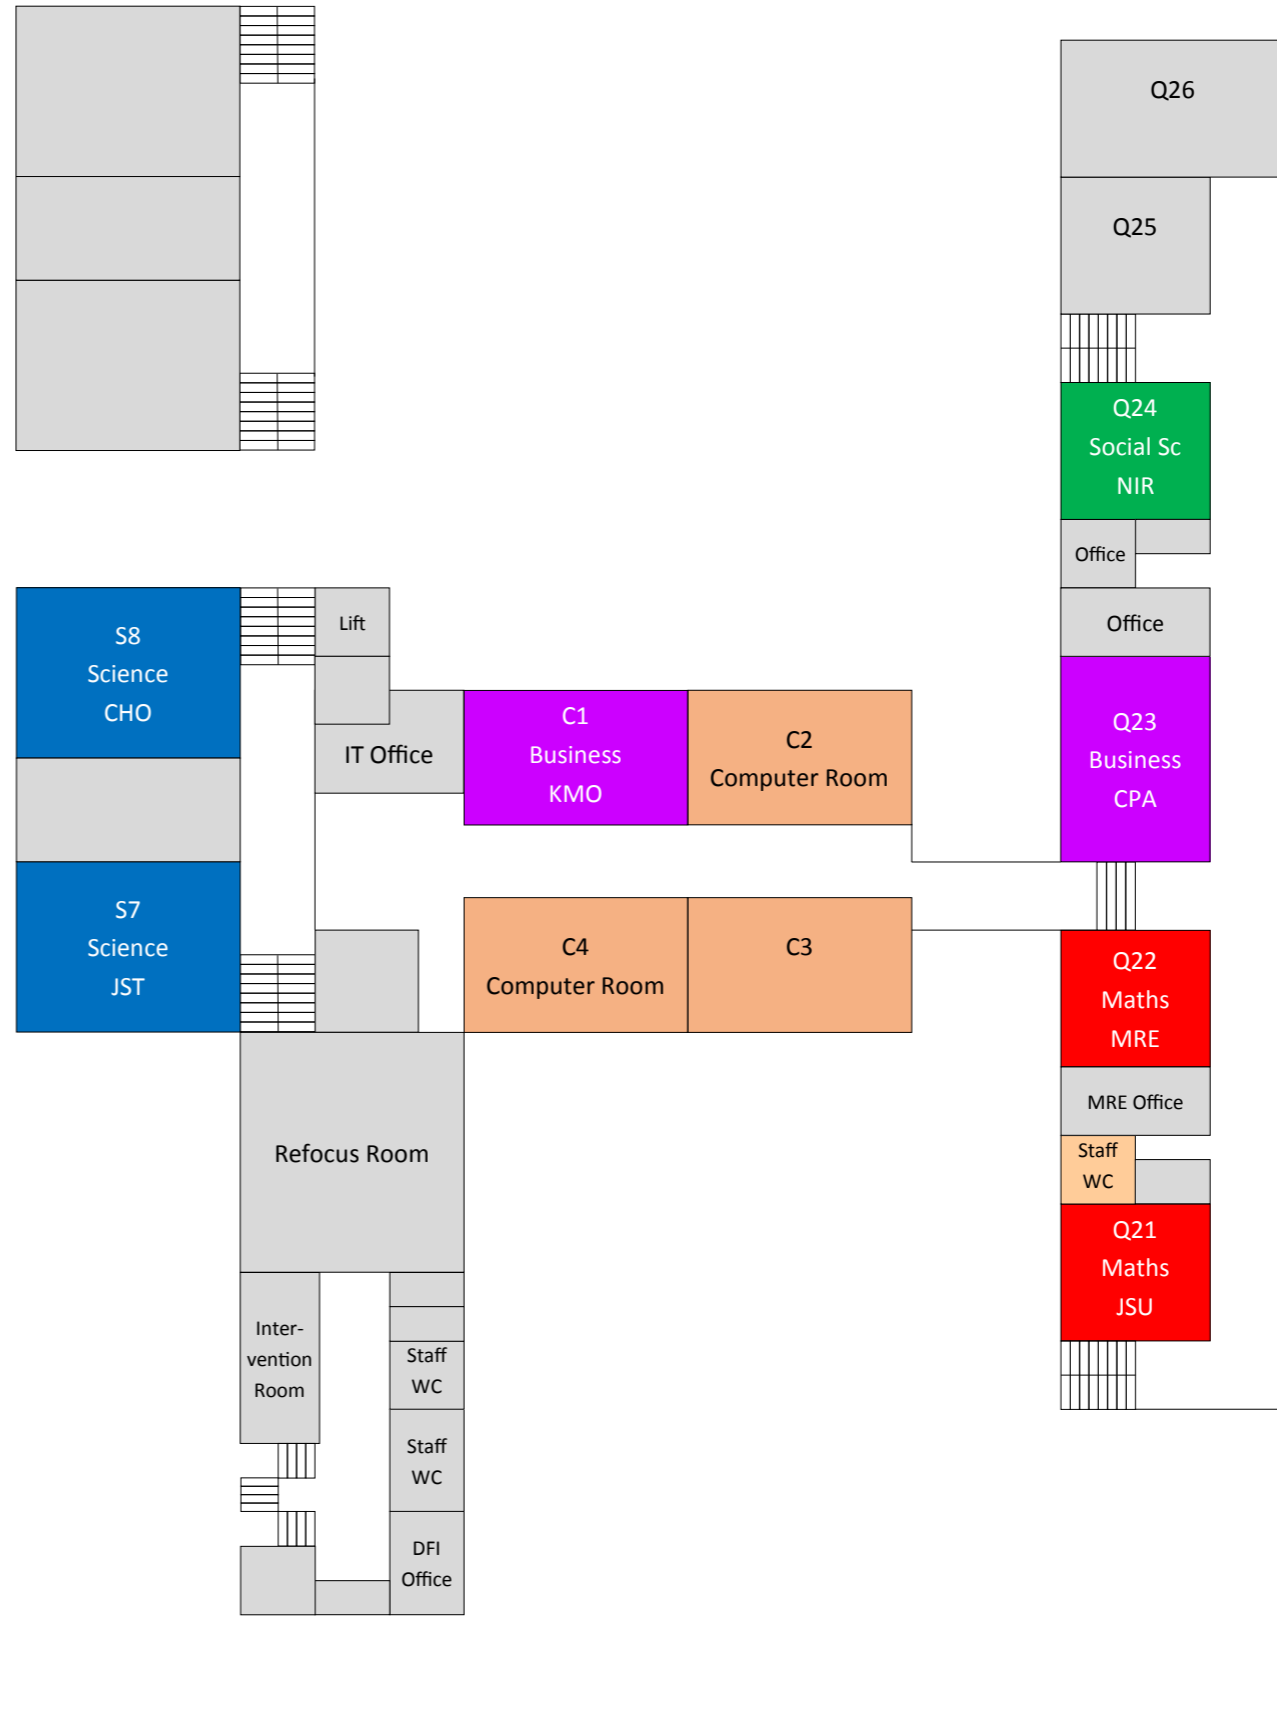 Q26
Q25
Q24
Social Sc
NIR
Office
Office
S8
Science
CHO
Lift
IT Office
C1
Business
KMO
C2
Computer Room
Q23
Business
CPA
S7
Science
JST
C4
Computer Room
C3
Q22
Maths
MRE
MRE Office
Staff
WC
Refocus Room
Q21
Maths
JSU
Inter-
vention
Room
Staff
WC
Staff
WC
DFI
Office